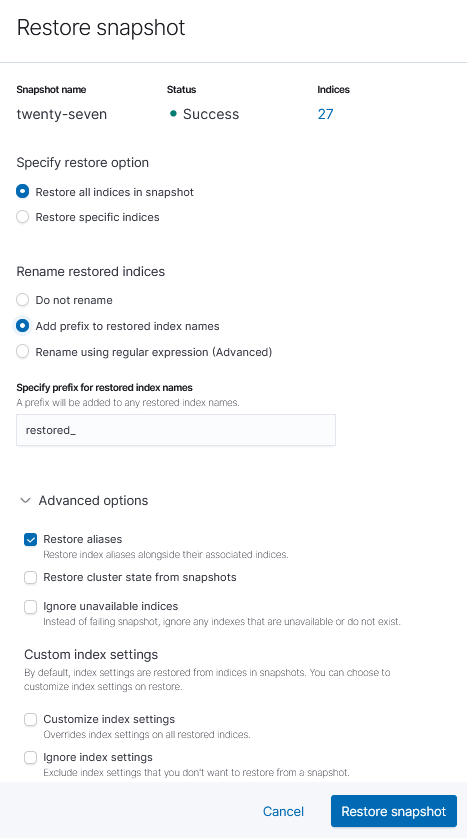 Restore snapshot
Snapshot name Status Indices
twenty-seven Success 27
Specify restore option
Restore all indices in snapshot
Restore specific indices
Rename restored indices
Do not rename
Add prefix to restored index names
Rename using regular expression (Advanced)
Specify prefix for restored index names
A prefix will be added to any restored index names.
restored_
Advanced options
Restore aliases
Restore index aliases alongside their associated indices.
Restore cluster state from snapshots
Ignore unavailable indices
Instead of failing snapshot, ignore any indexes that are unavailable or do not exist.
Custom index settings
By default, index settings are restored from indices in snapshots. You can choose to
customize index settings on restore.
Customize index settings
Overrides index settings on all restored indices.
Ignore index settings
Exclude index settings that you don't want to restore from a snapshot.
Cancel Restore snapshot